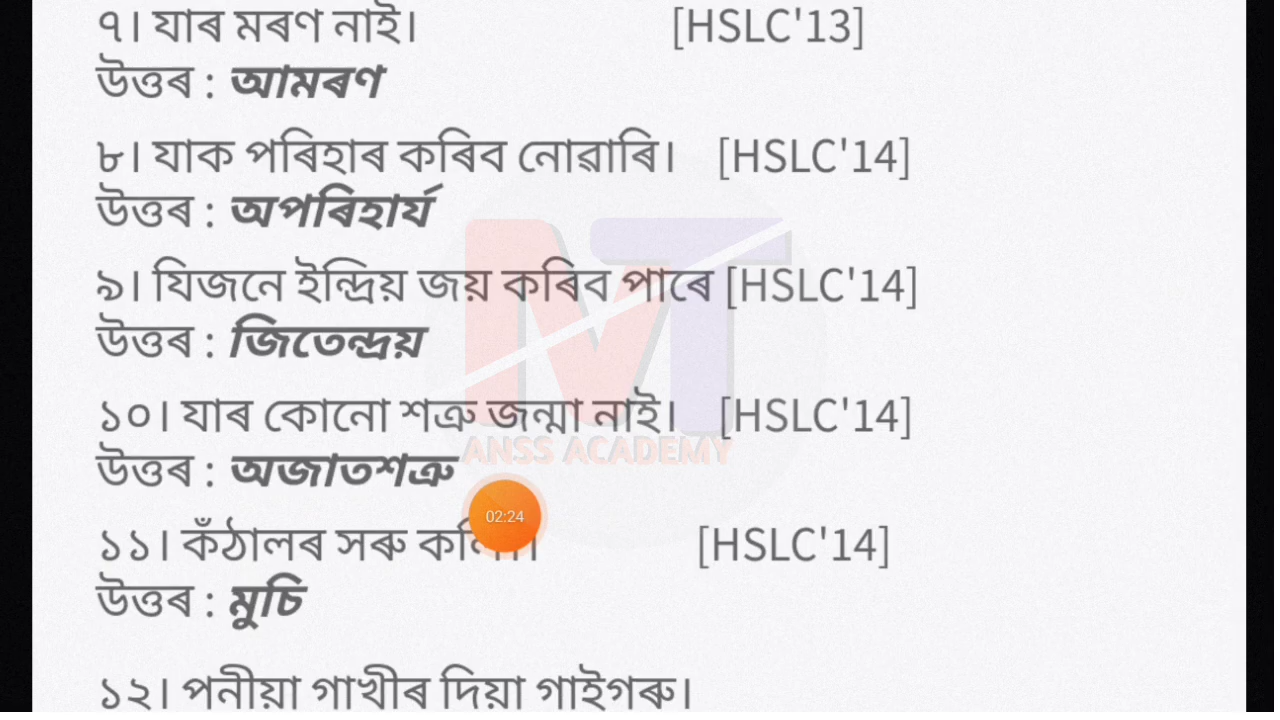 ৭। যাৰ মৰণ নাই। [HSLC'13]
উত্তৰ : আমৰণ
৮। যাক পৰিহাৰ কৰিব নোৱাৰি। [HSLC'14]
উত্তৰ : অপৰিহাৰ্য
৯। যিজনে ইন্দ্ৰিয় জয় কৰিব পাৰে [HSLC'14]
উত্তৰ : জিতেন্দ্ৰয়
১০। যাৰ কোনো শত্ৰু জন্মা নাই। [HSLC'14]
ANSS ACADEMY
উত্তৰ : অজাতশত্ৰু
02:24
১১। কঁঠালৰ সৰু [HSLC'14]
উত্তৰ : মুচি
১২। পনীয়া গাখীৰ দিয়া গাইগৰু।